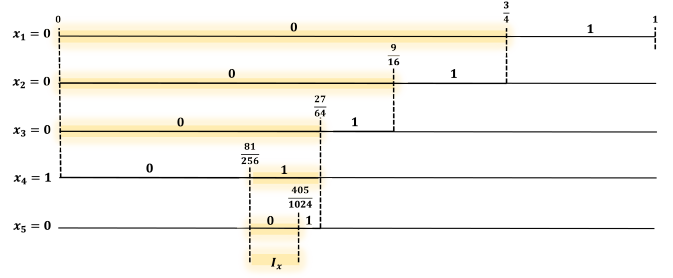 0 3/4 1
x₁ = 0 0 1
9/16
x₂ = 0 0 1
27/64
x₃ = 0 0 1
81/256
x₄ = 1 0 1
405/1024
x₅ = 0 0 1
Iₓ